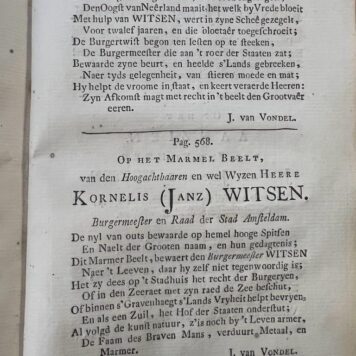 DenOogst vanNeêrland maait, het welk by Vrede bloeit
Met hulp van WITSEN, wert in zyne Scheê gezegelt,
Voor twalef jaaren, en die bloetaêr toegeschroeit;
De Burgertwist begon ten lesten op te steeken,
De Burgermeester die aan 't roer der Staaten zat;
Bewaarde zyne beurt, en heelde s'Lands gebreeken,
Naer tyds gelegenheit, van stieren moede en mat;
Hy helpt de vroome in staat, en keert veraerde Heeren:
Zyn Afkomst magt met recht in 't beelt den Grootvaêr
eeren.
J. van VONDEL.
Pag. 568.
OP HET MARMEL BEELT,
van den Hoogachtbaaren en wel Wyzen HEERE
KORNELIS (JANZ) WITSEN.
Burgermeester en Raad der Stad Amsteldam.
De nyl van outs bewaarde op hemel hooge Spitsen
En Naelt der Grooten naam, en hun gedagtenis;
Dit Marmer Beelt, bewaert den Burgermeester WITSEN
Naer 't Leeven, daar hy zelf niet tegenwoordig is;
Het zy dees op 't Stadhuis het recht der Burgeryen,
Of in den Zeeraet met zyn raed de Zee beschut,
Of binnen s'Gravenhaegt s'Lands Vryheit helpt bevryen,
En als een Zuil, het Hof der Staaten onderstut;
Al volgd de kunst natuur, z'is noch by 't Leven armer,
De Faam des Braven Mans, verduurt Metaal, en
Marmer.
J. van VONDEL.